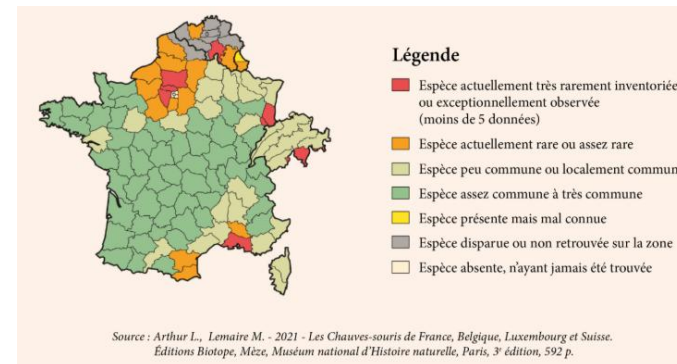 Légende
Espèce actuellement très rarement inventoriée
ou exceptionnellement observée
(moins de 5 données)
Espèce actuellement rare ou assez rare
Espèce peu commune ou localement commun
Espèce assez commune à très commune
Espèce présente mais mal connue
Espèce disparue ou non retrouvée sur la zone
Espèce absente, n'ayant jamais été trouvée
Source : Arthur L., Lemaire M. - 2021 - Les Chauves-souris de France, Belgique, Luxembourg et Suisse.
Éditions Biotope, Mèze, Muséum national d'Histoire naturelle, Paris, 3e édition, 592 p.